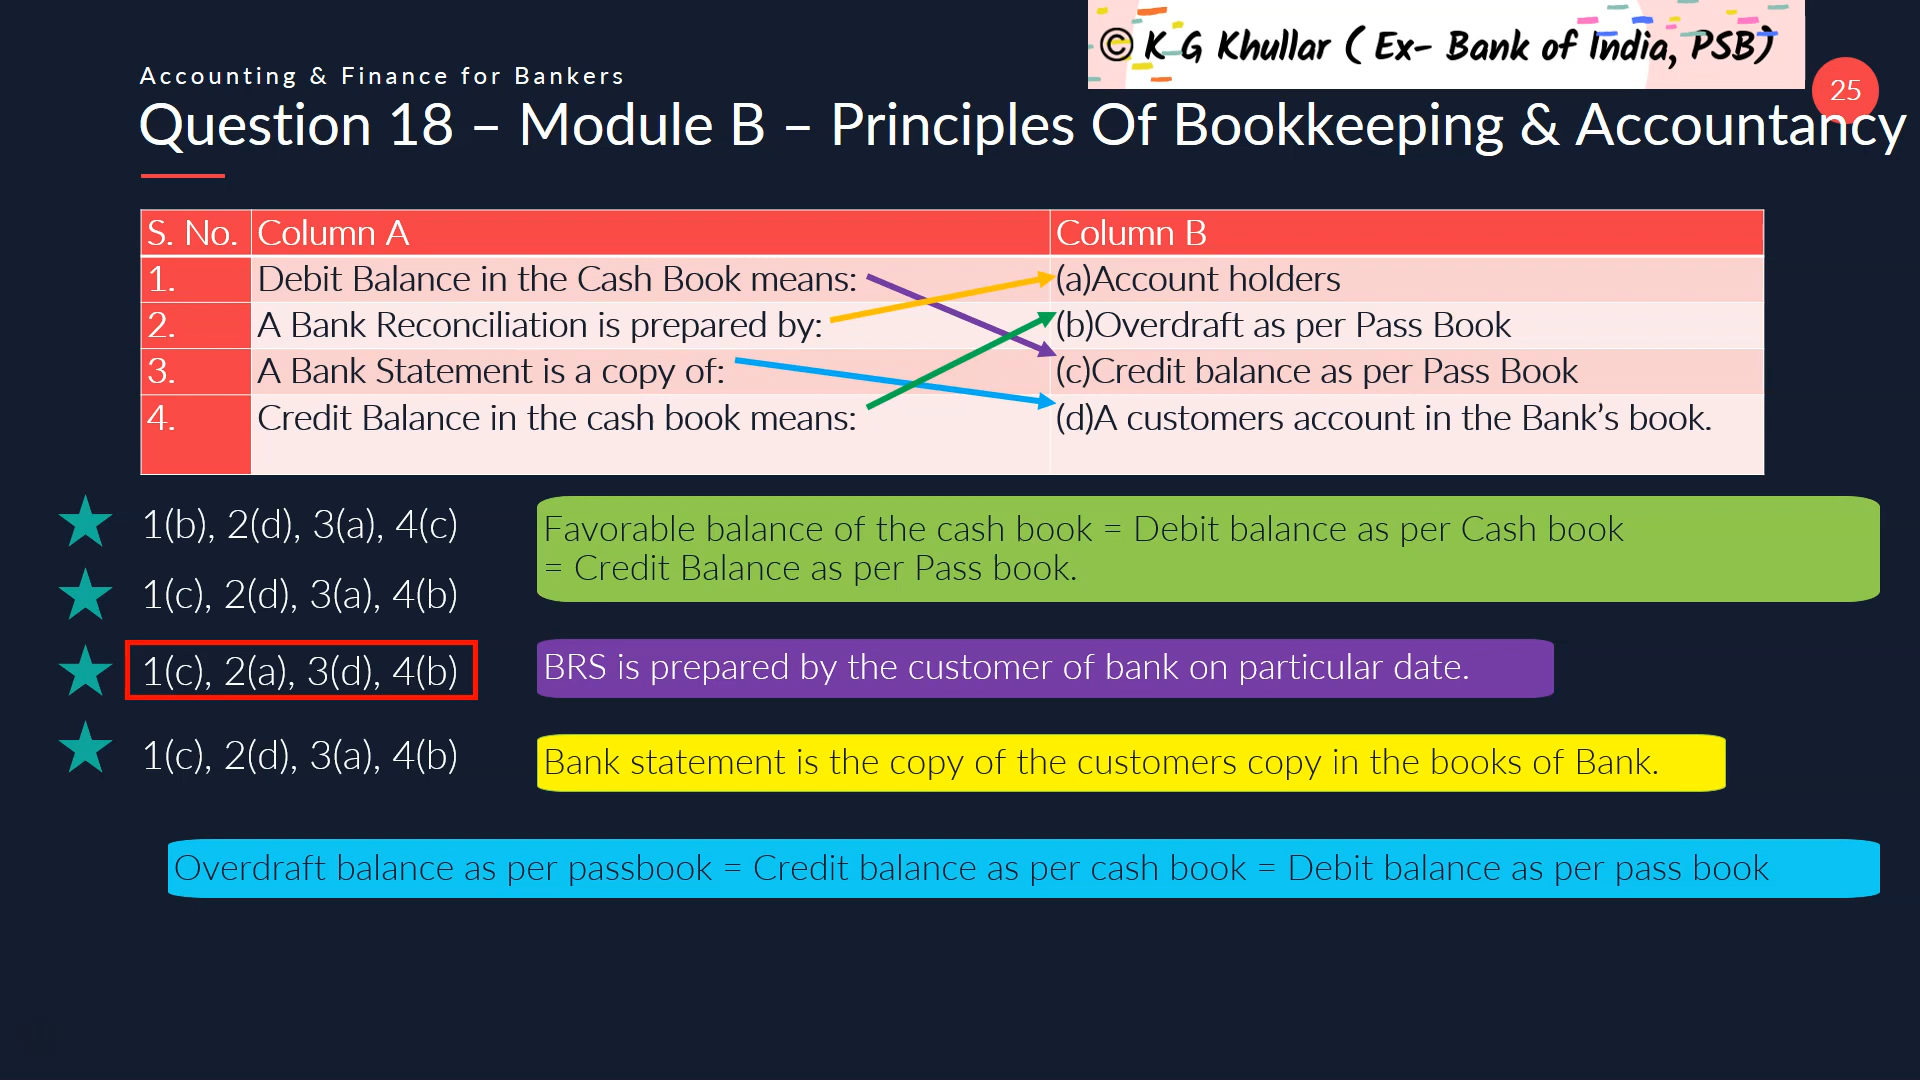 © K G Khullar ( Ex- Bank of India, PSB)
Accounting & Finance for Bankers
25
Question 18 – Module B – Principles Of Bookkeeping & Accountancy
S. No. Column A Column B
1. Debit Balance in the Cash Book means: (a)Account holders
2. A Bank Reconciliation is prepared by: (b)Overdraft as per Pass Book
3. A Bank Statement is a copy of: (c)Credit balance as per Pass Book
4. Credit Balance in the cash book means: (d)A customers account in the Bank’s book.
1(b), 2(d), 3(a), 4(c)
1(c), 2(d), 3(a), 4(b)
1(c), 2(a), 3(d), 4(b)
1(c), 2(d), 3(a), 4(b)
Favorable balance of the cash book = Debit balance as per Cash book
= Credit Balance as per Pass book.
BRS is prepared by the customer of bank on particular date.
Bank statement is the copy of the customers copy in the books of Bank.
Overdraft balance as per passbook = Credit balance as per cash book = Debit balance as per pass book